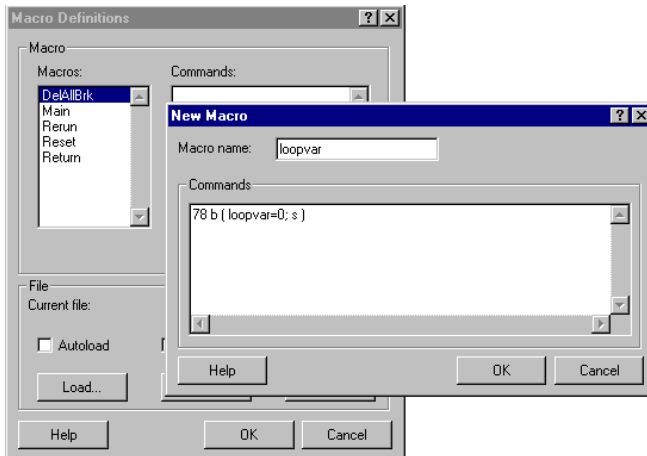 Macro Definitions
Macro
Macros:
Commands:
DelAllBrk
Main
Rerun
Reset
Return
New Macro
Macro name:
loopvar
Commands
78 b ( loopvar=0; s )
Help
OK
Cancel
File
Current file:
Autoload
Load...
Help
OK
Cancel